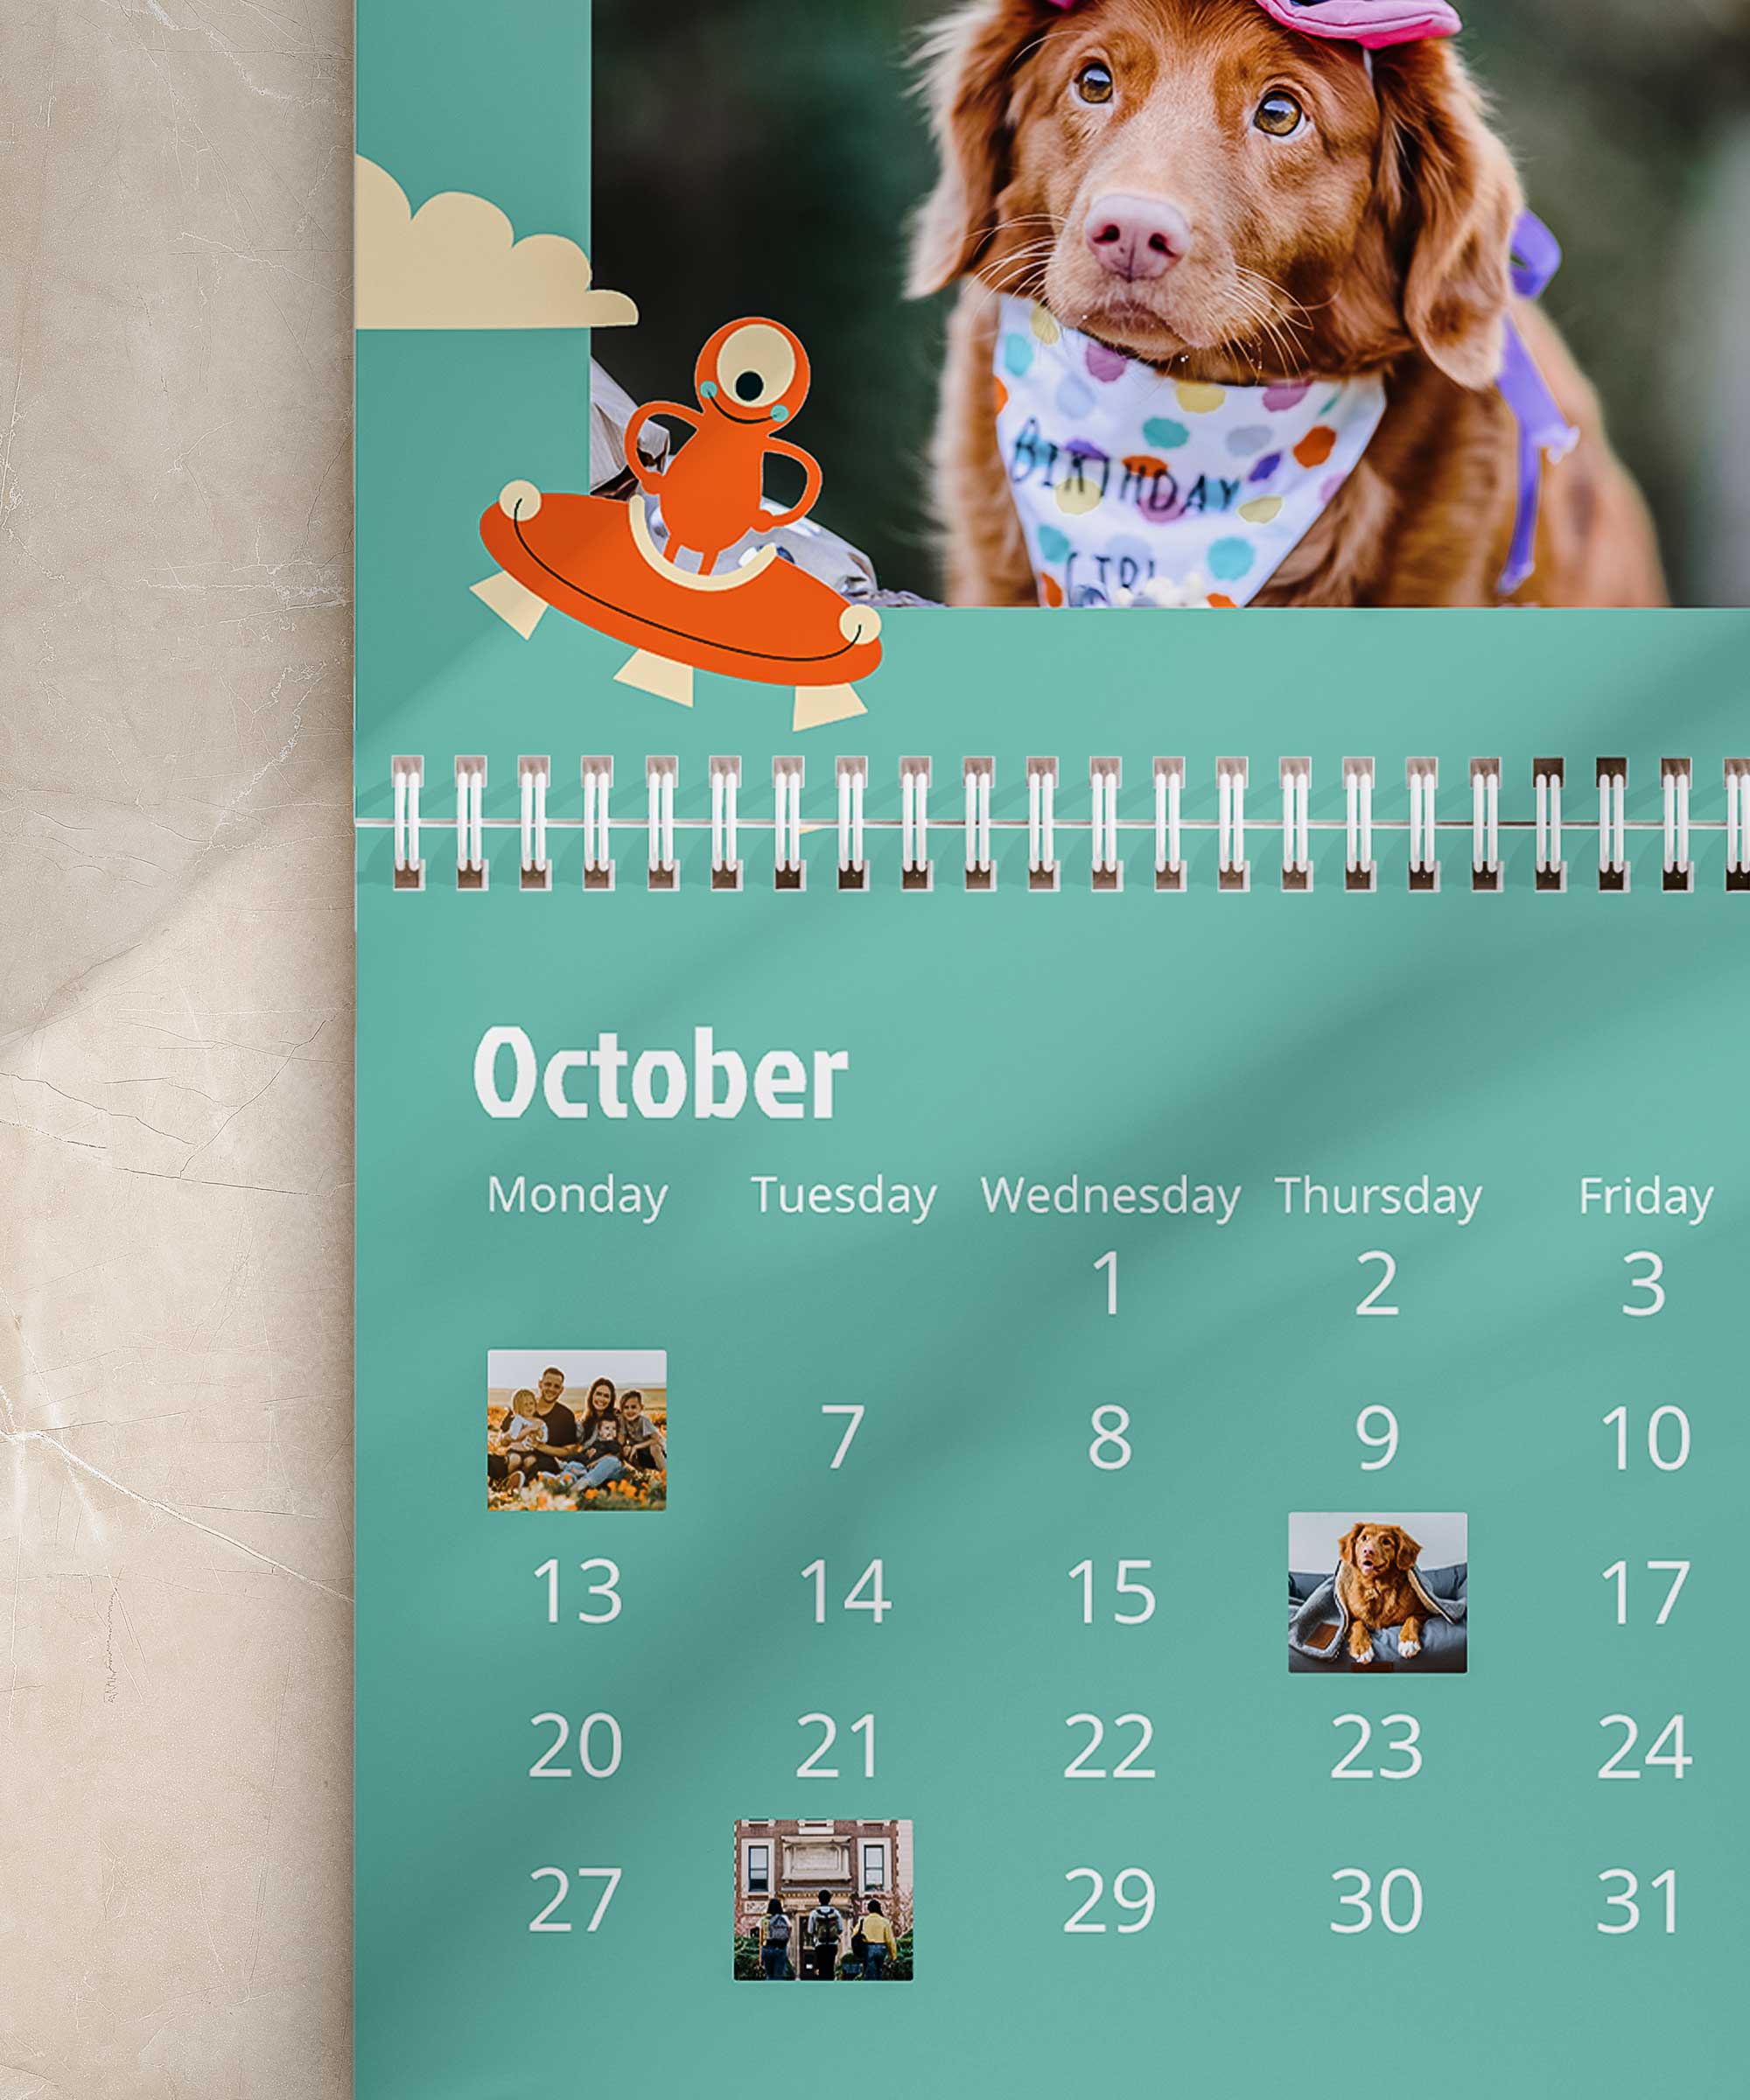 BIRTHDAY
GIRL
October
Monday Tuesday Wednesday Thursday Friday
1 2 3
7 8 9 10
13 14 15 17
20 21 22 23 24
27 29 30 31